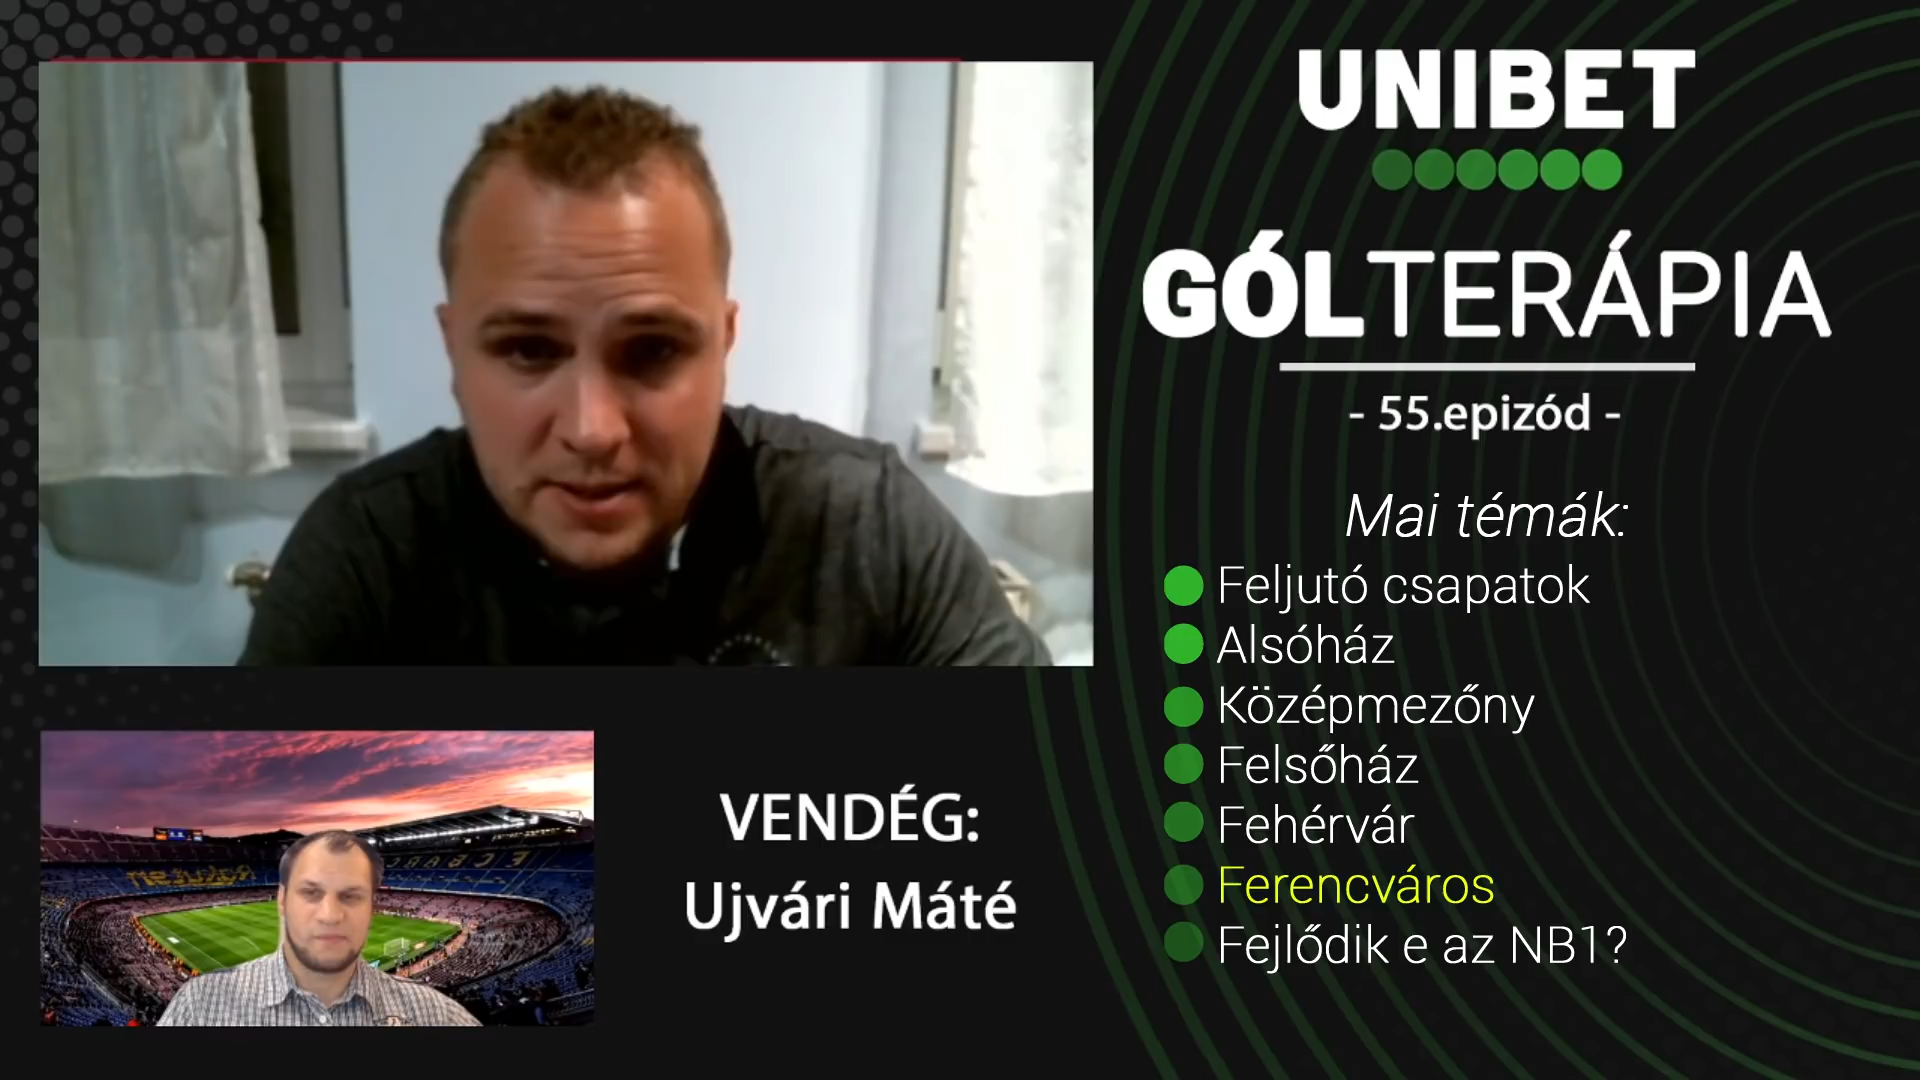 UNIBET
GÓLTERÁPIA
- 55.epizód -
Mai témák:
Feljutó csapatok
Alsóház
Középmezőny
Felsőház
Fehérvár
Ferencváros
Fejlődik e az NB1?
VENDÉG:
Ujvári Máté